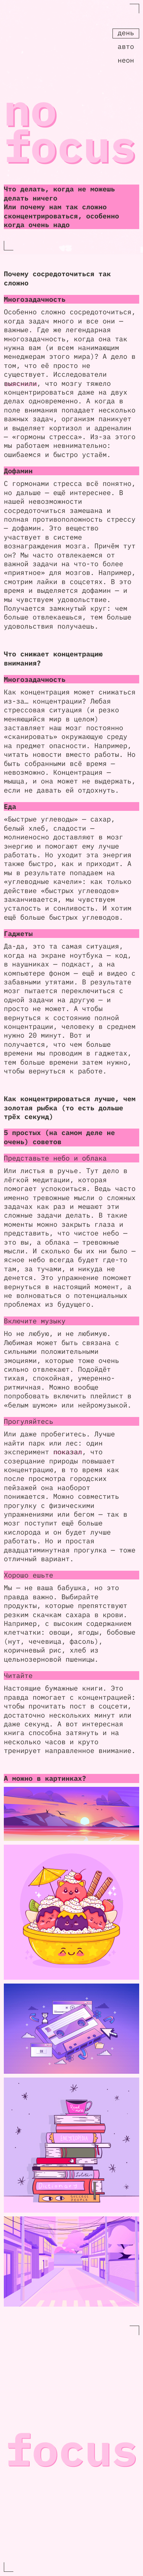 день
авто
неон
no
focus
Что делать, когда не можешь
делать ничего
Или почему нам так сложно
сконцентрироваться, особенно
когда очень надо
Почему сосредоточиться так
сложно
Многозадачность
Особенно сложно сосредоточиться,
когда задач много и все они —
важные. Где же легендарная
многозадачность, когда она так
нужна вам (и всем нанимающим
менеджерам этого мира)? А дело в
том, что её просто не
существует. Исследователи
выяснили, что мозгу тяжело
концентрироваться даже на двух
делах одновременно. А когда в
поле внимания попадает несколько
важных задач, организм паникует
и выделяет кортизол и адреналин
— «гормоны стресса». Из-за этого
мы работаем невнимательно:
ошибаемся и быстро устаём.
Дофамин
С гормонами стресса всё понятно,
но дальше — ещё интереснее. В
нашей невозможности
сосредоточиться замешана и
полная противоположность стрессу
— дофамин. Это вещество
участвует в системе
вознаграждения мозга. Причём тут
он? Мы часто отвлекаемся от
важной задачи на что-то более
«приятное» для мозгов. Например,
смотрим лайки в соцсетях. В это
время и выделяется дофамин — и
мы чувствуем удовольствие.
Получается замкнутый круг: чем
больше отвлекаешься, тем больше
удовольствия получаешь.
Что снижает концентрацию
внимания?
Многозадачность
Как концентрация может снижаться
из-за… концентрации? Любая
стрессовая ситуация (и резко
меняющийся мир в целом)
заставляет наш мозг постоянно
«сканировать» окружающую среду
на предмет опасности. Например,
читать новости вместо работы. Но
быть собранными всё время —
невозможно. Концентрация —
мышца, и она может не выдержать,
если не давать ей отдохнуть.
Еда
«Быстрые углеводы» — сахар,
белый хлеб, сладости —
мгновенно доставляют в мозг
энергию и помогают ему лучше
работать. Но уходит эта энергия
также быстро, как и приходит. А
мы в результате попадаем на
«углеводные качели»: как только
действие «быстрых углеводов»
заканчивается, мы чувствуем
усталость и сонливость. И хотим
ещё больше быстрых углеводов.
Гаджеты
Да-да, это та самая ситуация,
когда на экране ноутбука — код,
в наушниках — подкаст, а на
компьютере фоном — ещё и видео с
забавными утятами. В результате
мозг пытается переключиться с
одной задачи на другую — и
просто не может. А чтобы
вернуться к состоянию полной
концентрации, человеку в среднем
нужно 20 минут. Вот и
получается, что чем больше
времени мы проводим в гаджетах,
тем больше времени затем нужно,
чтобы вернуться к работе.
Как концентрироваться лучше, чем
золотая рыбка (то есть дольше
трёх секунд)
5 простых (на самом деле не
очень) советов
Представьте небо и облака
Или листья в ручье. Тут дело в
лёгкой медитации, которая
помогает успокоиться. Ведь часто
именно тревожные мысли о сложных
задачах как раз и мешают эти
сложные задачи делать. В такие
моменты можно закрыть глаза и
представить, что чистое небо —
это вы, а облака — тревожные
мысли. И сколько бы их ни было —
ясное небо всегда будет где-то
там, за тучами, и никуда не
денется. Это упражнение поможет
вернуться в настоящий момент, а
не волноваться о потенциальных
проблемах из будущего.
Включите музыку
Но не любую, и не любимую.
Любимая может быть связана с
сильными положительными
эмоциями, которые тоже очень
сильно отвлекают. Подойдёт
тихая, спокойная, умеренно-
ритмичная. Можно вообще
попробовать включить плейлист в
«белым шумом» или нейромузыкой.
Прогуляйтесь
Или даже пробегитесь. Лучше
найти парк или лес: один
эксперимент показал, что
созерцание природы повышает
концентрацию, в то время как
после просмотра городских
пейзажей она наоборот
понижается. Можно совместить
прогулку с физическими
упражнениями или бегом — так в
мозг поступит ещё больше
кислорода и он будет лучше
работать. Но и простая
двадцатиминутная прогулка — тоже
отличный вариант.
Хорошо ешьте
Мы — не ваша бабушка, но это
правда важно. Выбирайте
продукты, которые препятствуют
резким скачкам сахара в крови.
Например, с высоким содержанием
клетчатки: овощи, ягоды, бобовые
(нут, чечевица, фасоль),
коричневый рис, хлеб из
цельнозерновой пшеницы.
Читайте
Настоящие бумажные книги. Это
правда помогает с концентрацией:
чтобы прочитать пост в соцсети,
достаточно нескольких минут или
даже секунд. А вот интересная
книга способна затянуть и на
несколько часов и круто
тренирует направленное внимание.
А можно в картинках?
focus